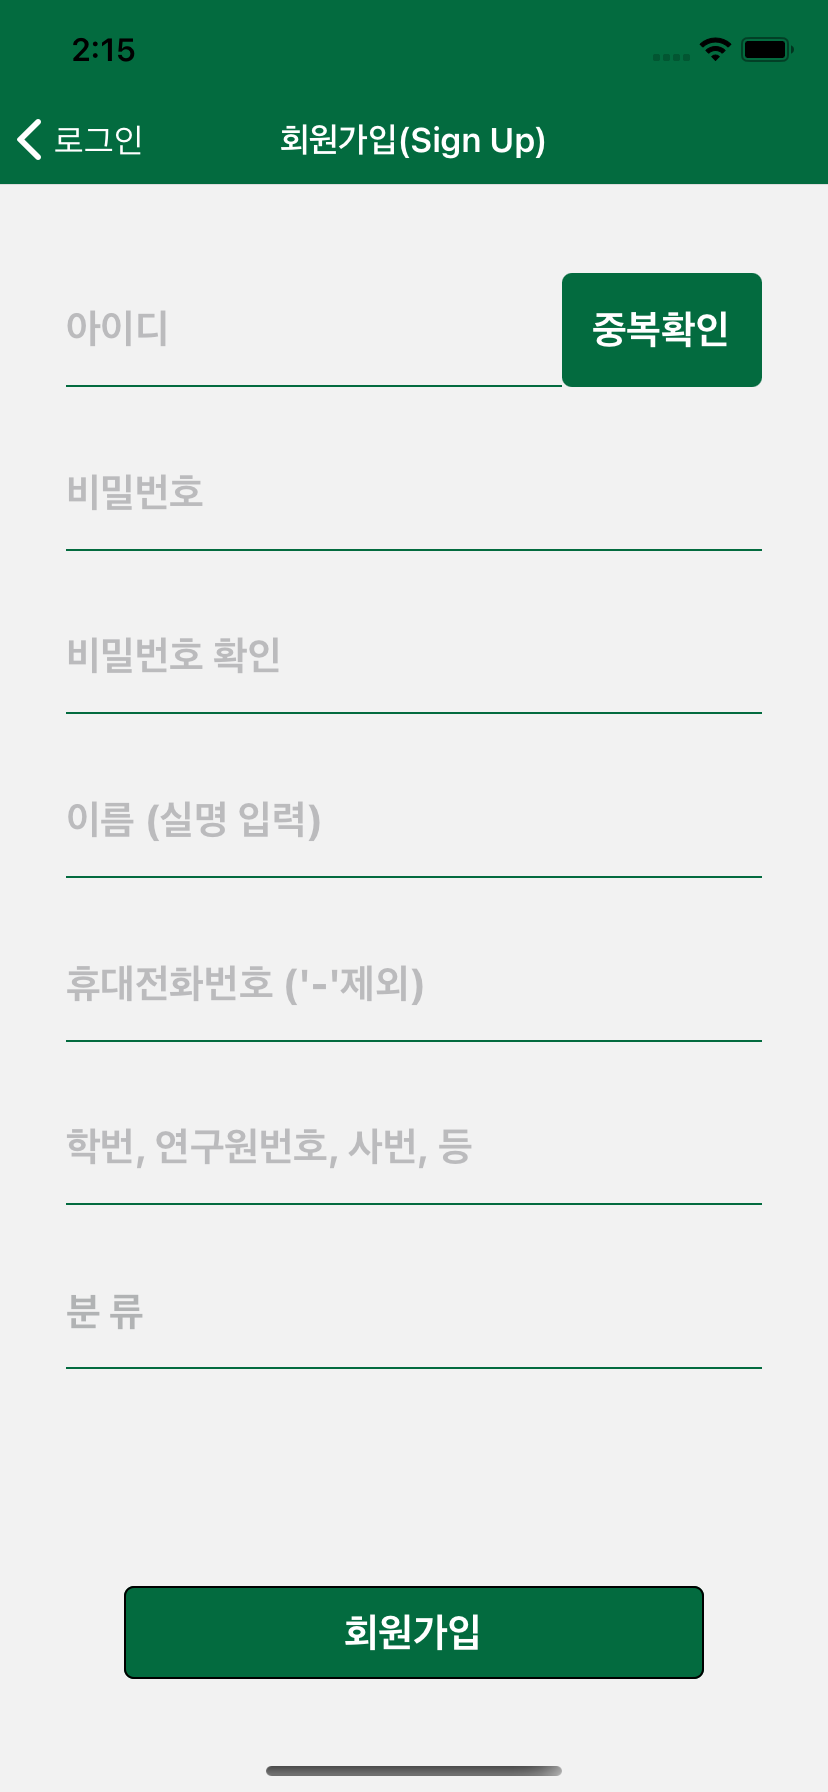 2:15
로그인
회원가입(Sign Up)
아이디
중복확인
비밀번호
비밀번호 확인
이름 (실명 입력)
휴대전화번호 ('-'제외)
학번, 연구원번호, 사번, 등
분 류
회원가입